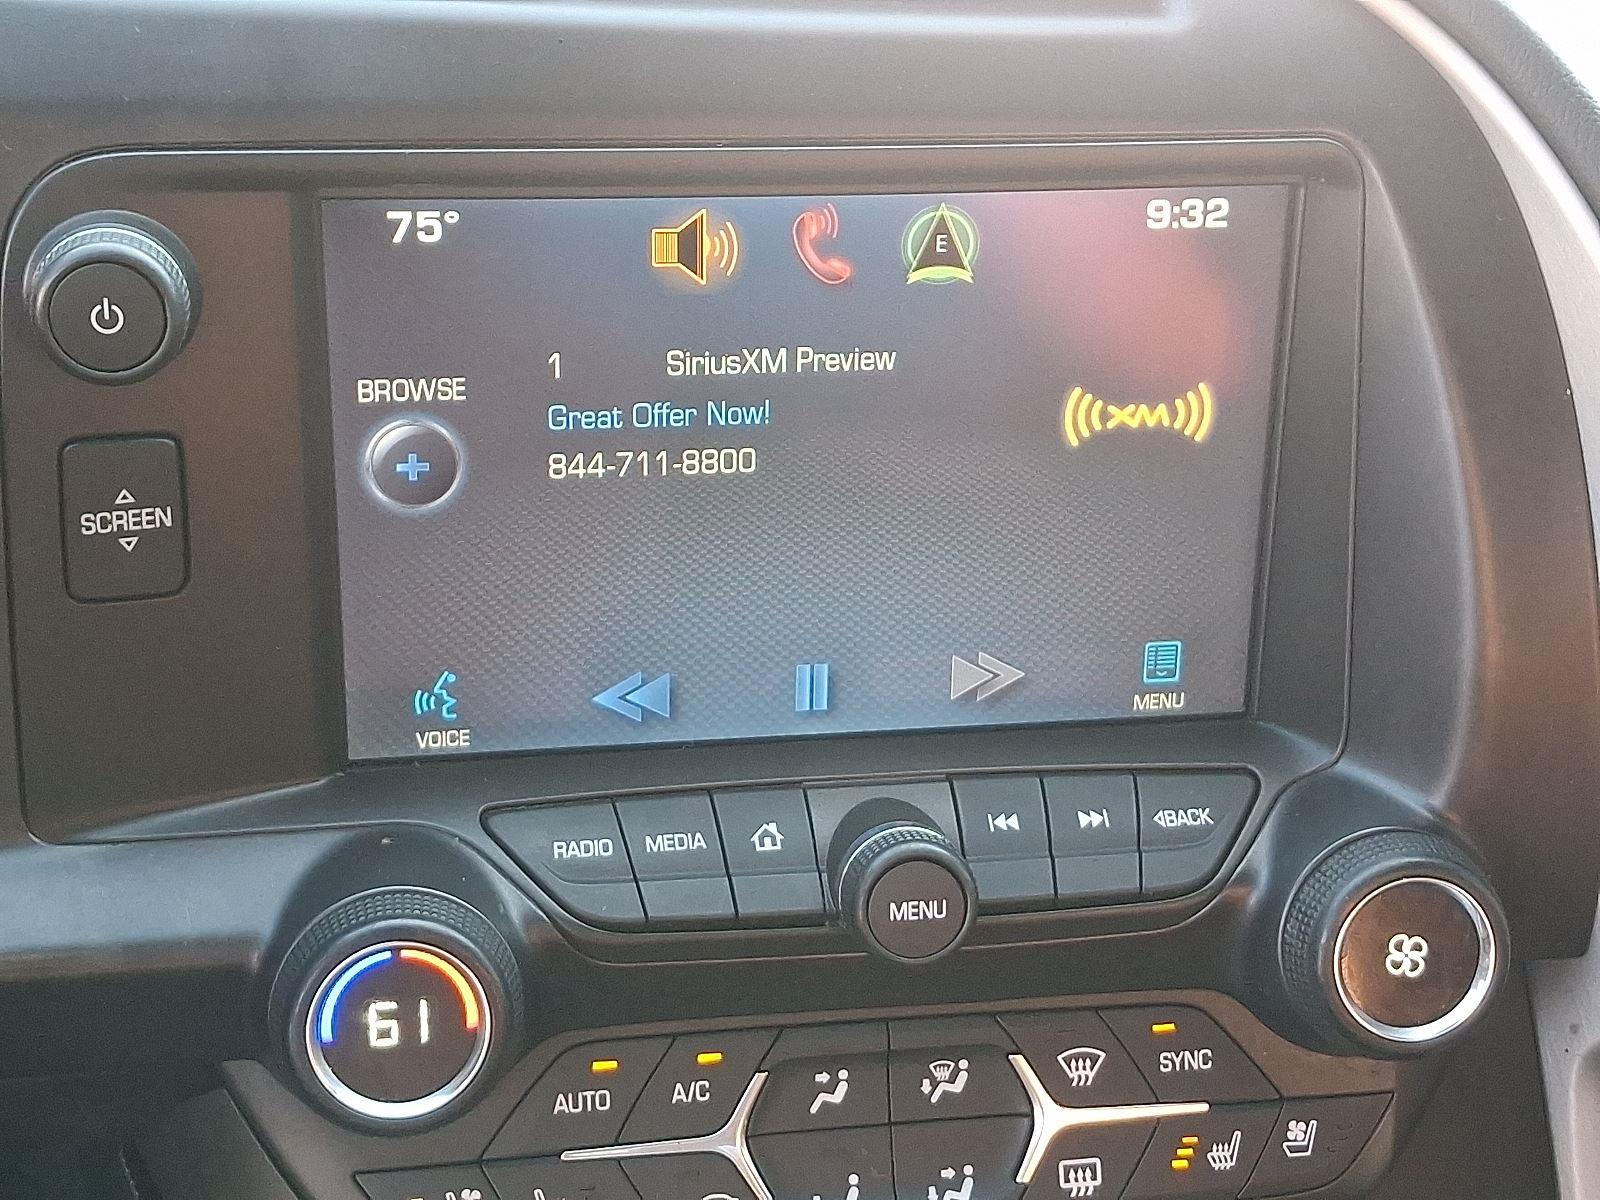 75° 9:32
E
1 SiriusXM Preview
BROWSE
Great Offer Now!
XM
844-711-8800
SCREEN
VOICE
MENU
RADIO MEDIA BACK
MENU
61
AUTO A/C SYNC